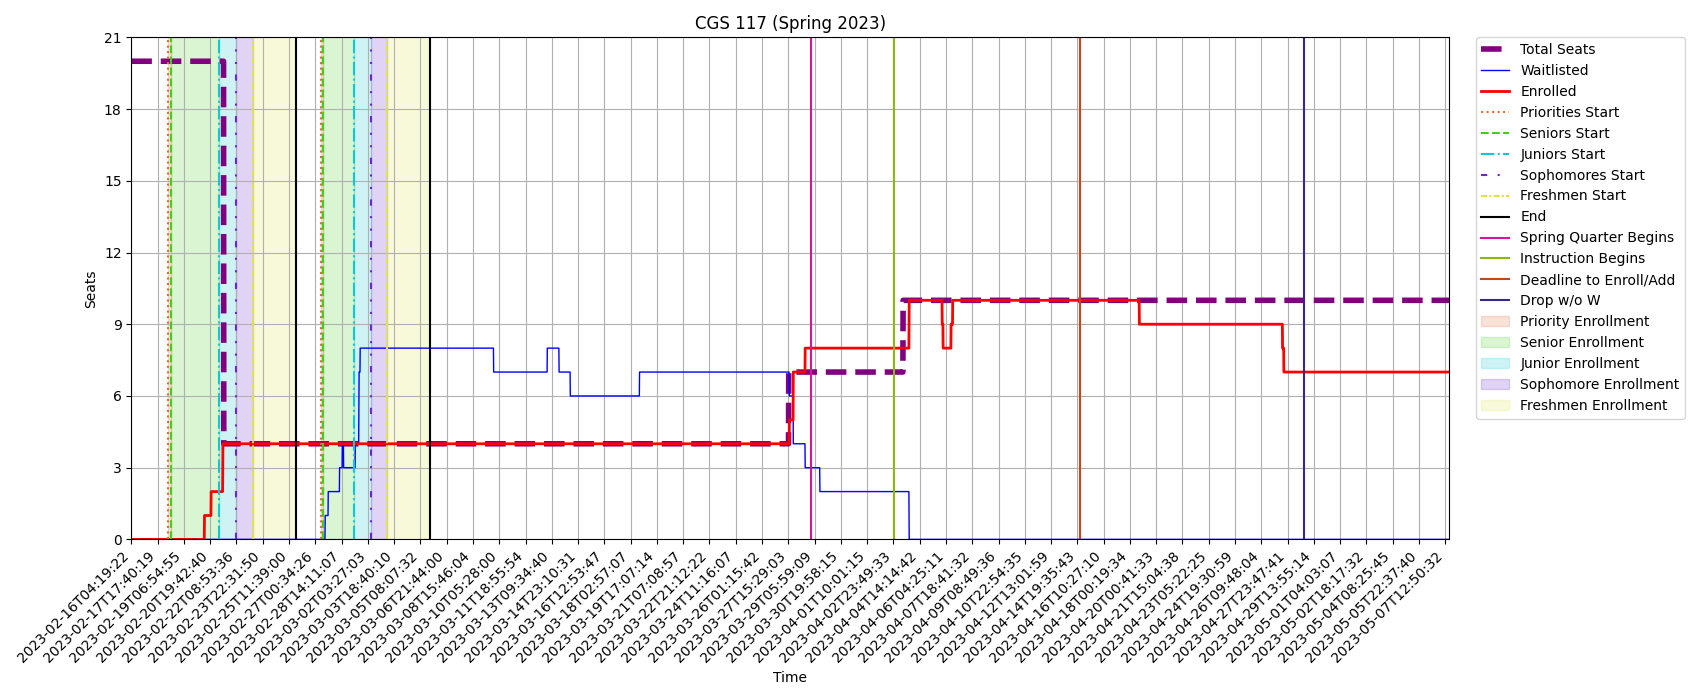 CGS 117 (Spring 2023)
21
18
15
12
9
6
3
0
Seats
2023-02-16T04:19:22
2023-02-17T17:40:19
2023-02-19T06:54:55
2023-02-20T19:42:40
2023-02-22T08:53:36
2023-02-23T22:31:50
2023-02-25T11:39:00
2023-02-27T00:34:26
2023-02-28T14:11:07
2023-03-02T03:27:03
2023-03-03T18:40:10
2023-03-05T08:07:32
2023-03-06T21:44:00
2023-03-08T15:46:04
2023-03-10T05:28:00
2023-03-11T18:55:54
2023-03-13T09:34:40
2023-03-14T23:10:31
2023-03-16T12:53:47
2023-03-18T02:57:07
2023-03-19T17:07:14
2023-03-21T07:08:57
2023-03-22T21:12:22
2023-03-24T11:16:07
2023-03-26T01:15:42
2023-03-27T15:29:03
2023-03-29T05:59:09
2023-03-30T19:58:15
2023-04-01T10:01:15
2023-04-02T23:49:33
2023-04-04T14:14:42
2023-04-06T04:25:11
2023-04-07T18:41:32
2023-04-09T08:49:36
2023-04-10T22:54:35
2023-04-12T13:01:59
2023-04-14T19:35:43
2023-04-16T10:27:10
2023-04-18T00:19:34
2023-04-20T00:41:33
2023-04-21T15:04:38
2023-04-23T05:22:25
2023-04-24T19:30:59
2023-04-26T09:48:04
2023-04-27T23:47:41
2023-04-29T13:55:14
2023-05-01T04:03:07
2023-05-02T18:17:32
2023-05-04T08:25:45
2023-05-05T22:37:40
2023-05-07T12:50:32
Time
Total Seats
Waitlisted
Enrolled
Priorities Start
Seniors Start
Juniors Start
Sophomores Start
Freshmen Start
End
Spring Quarter Begins
Instruction Begins
Deadline to Enroll/Add
Drop w/o W
Priority Enrollment
Senior Enrollment
Junior Enrollment
Sophomore Enrollment
Freshmen Enrollment